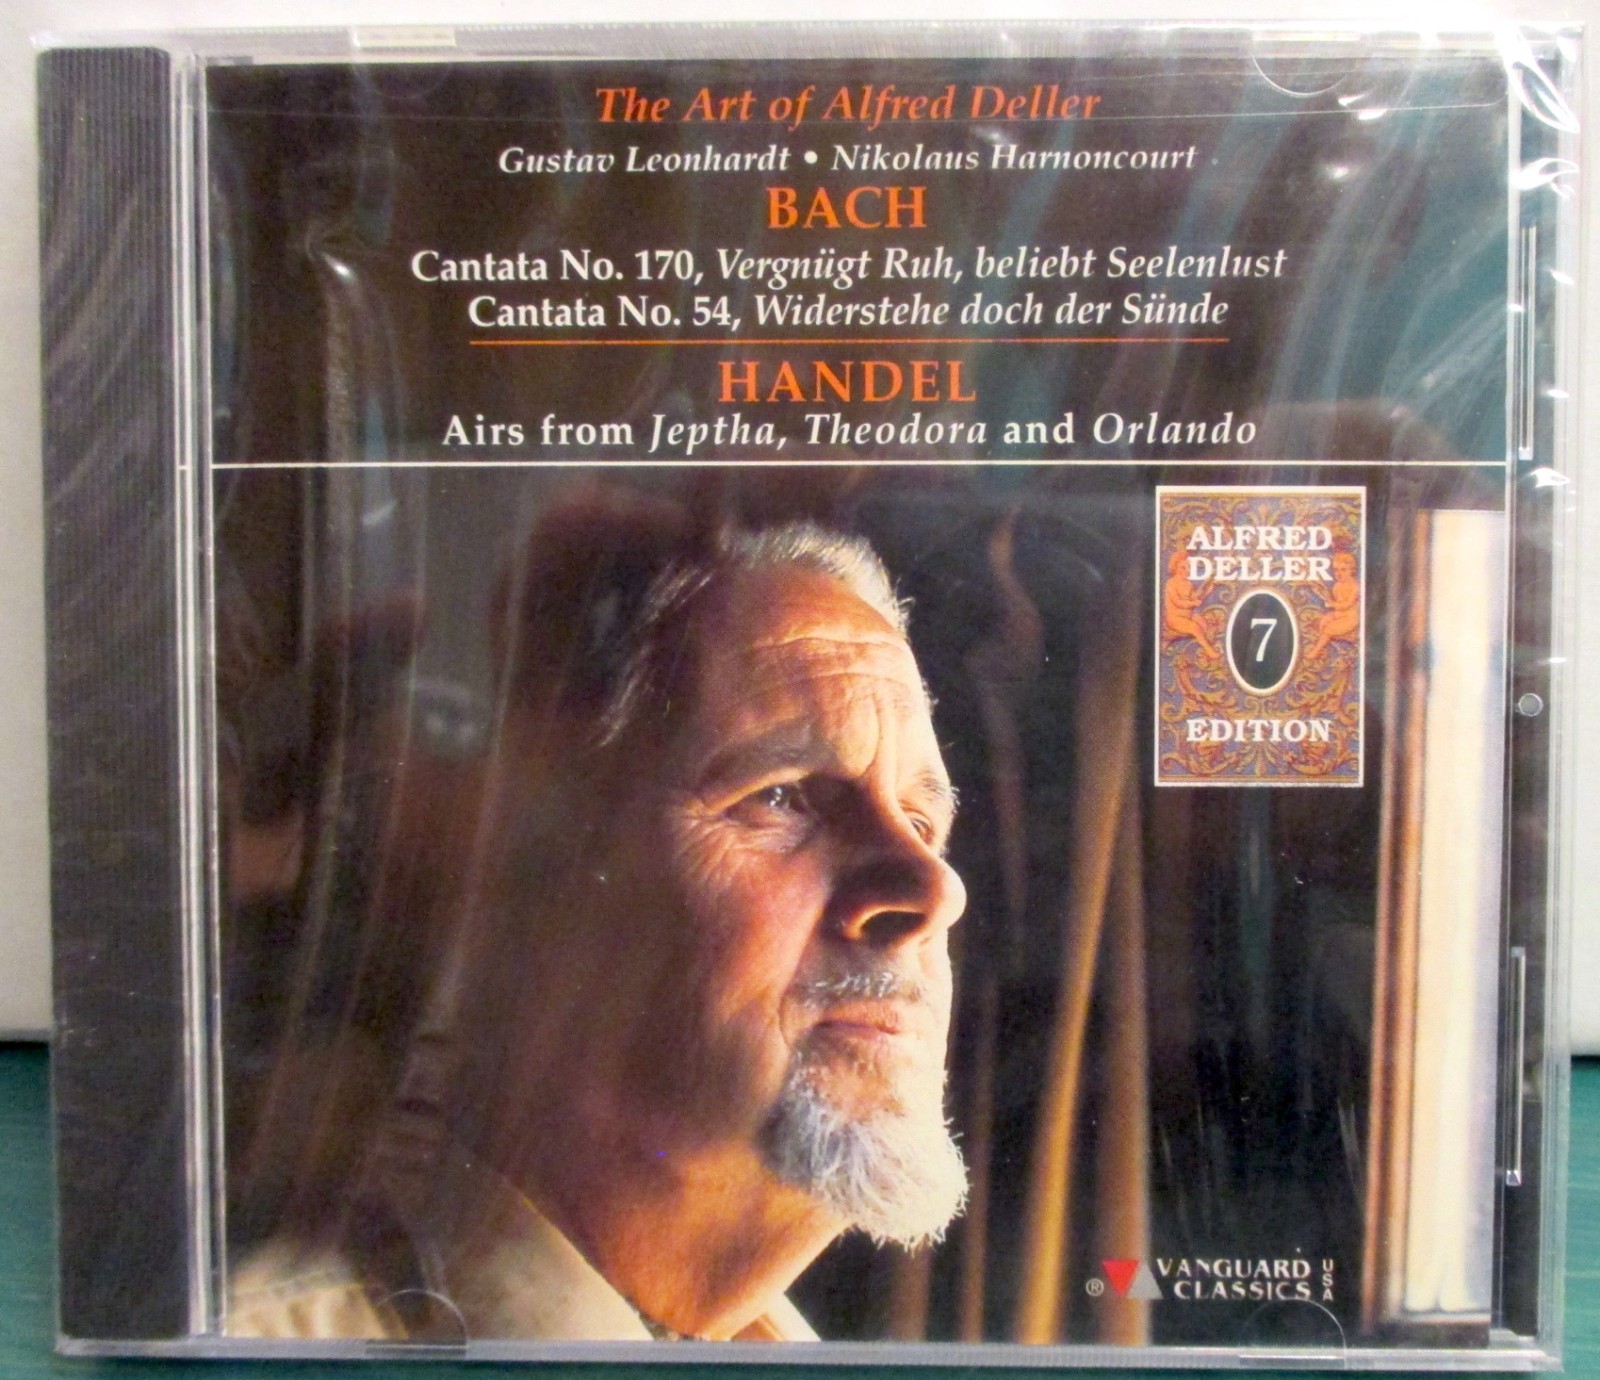 The Art of Alfred Deller
Gustav Leonhardt • Nikolaus Harnoncourt
BACH
Cantata No. 170, Vergnügt Ruh, beliebt Seelenlust
Cantata No. 54, Widerstehe doch der Sünde
HANDEL
Airs from Jeptha, Theodora and Orlando
ALFRED
DELLER
7
EDITION
® VANGUARD
CLASSICS
USA